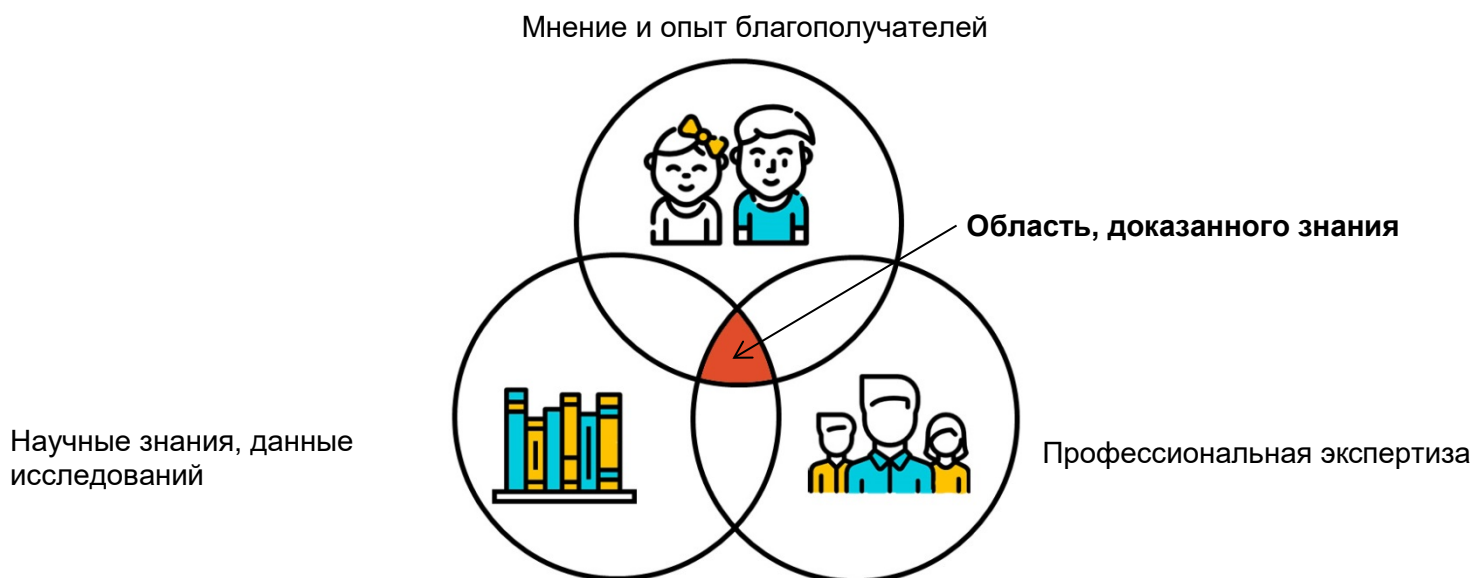 Мнение и опыт благополучателей
Область, доказанного знания
Научные знания, данные
исследований
Профессиональная экспертиза